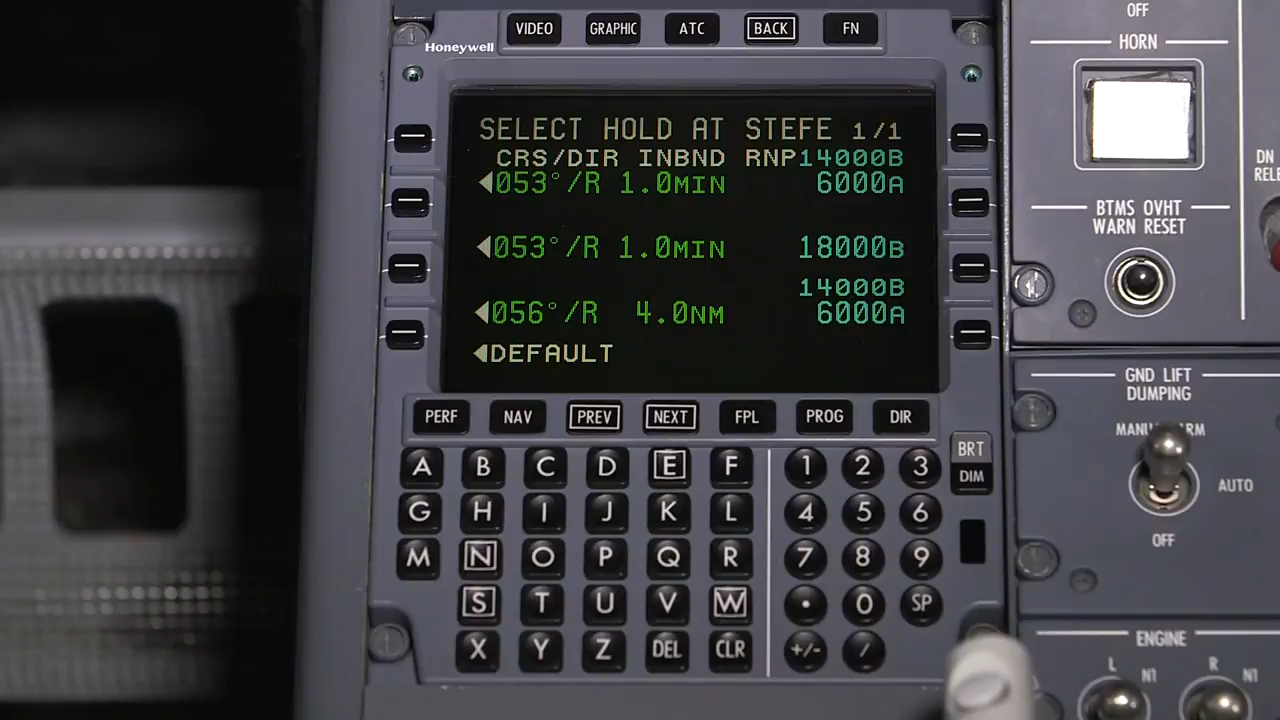 VIDEO GRAPHIC ATC BACK FN
Honeywell
SELECT HOLD AT STEFE 1/1
CRS/DIR INBND RNP 14000B
053°/R 1.0MIN 6000A
053°/R 1.0MIN 18000B
14000B
056°/R 4.0NM 6000A
DEFAULT
PERF NAV PREV NEXT FPL PROG DIR
BRT
DIM
A B C D E F 1 2 3
G H I J K L 4 5 6
M N O P Q R 7 8 9
S T U V W • 0 SP
X Y Z DEL CLR +/- /
OFF
HORN
DN
BTMS OVHT
WARN RESET
GND LIFT
DUMPING
AUTO
OFF
ENGINE
L N1 R N1